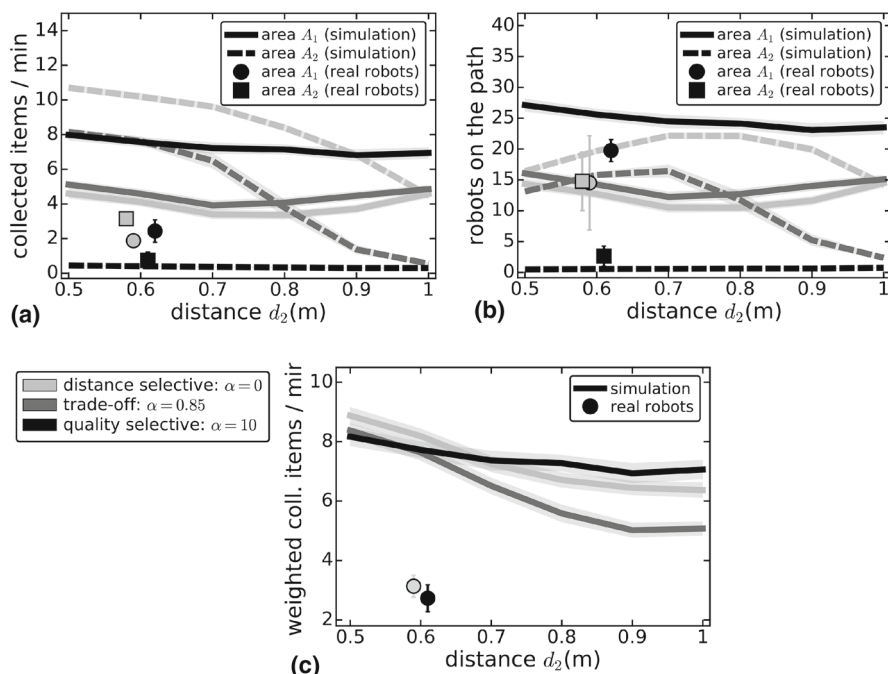 14
12
10
8
6
4
2
0
collected items / min
area A₁ (simulation)
area A₂ (simulation)
area A₁ (real robots)
area A₂ (real robots)
0.5 0.6 0.7 0.8 0.9 1
distance d₂(m)
(a)
40
35
30
25
20
15
10
5
0
robots on the path
area A₁ (simulation)
area A₂ (simulation)
area A₁ (real robots)
area A₂ (real robots)
0.5 0.6 0.7 0.8 0.9 1
distance d₂(m)
(b)
distance selective: α=0
trade-off: α=0.85
quality selective: α=10
10
8
6
4
2
weighted coll. items / mir
simulation
real robots
0.5 0.6 0.7 0.8 0.9 1
distance d₂(m)
(c)